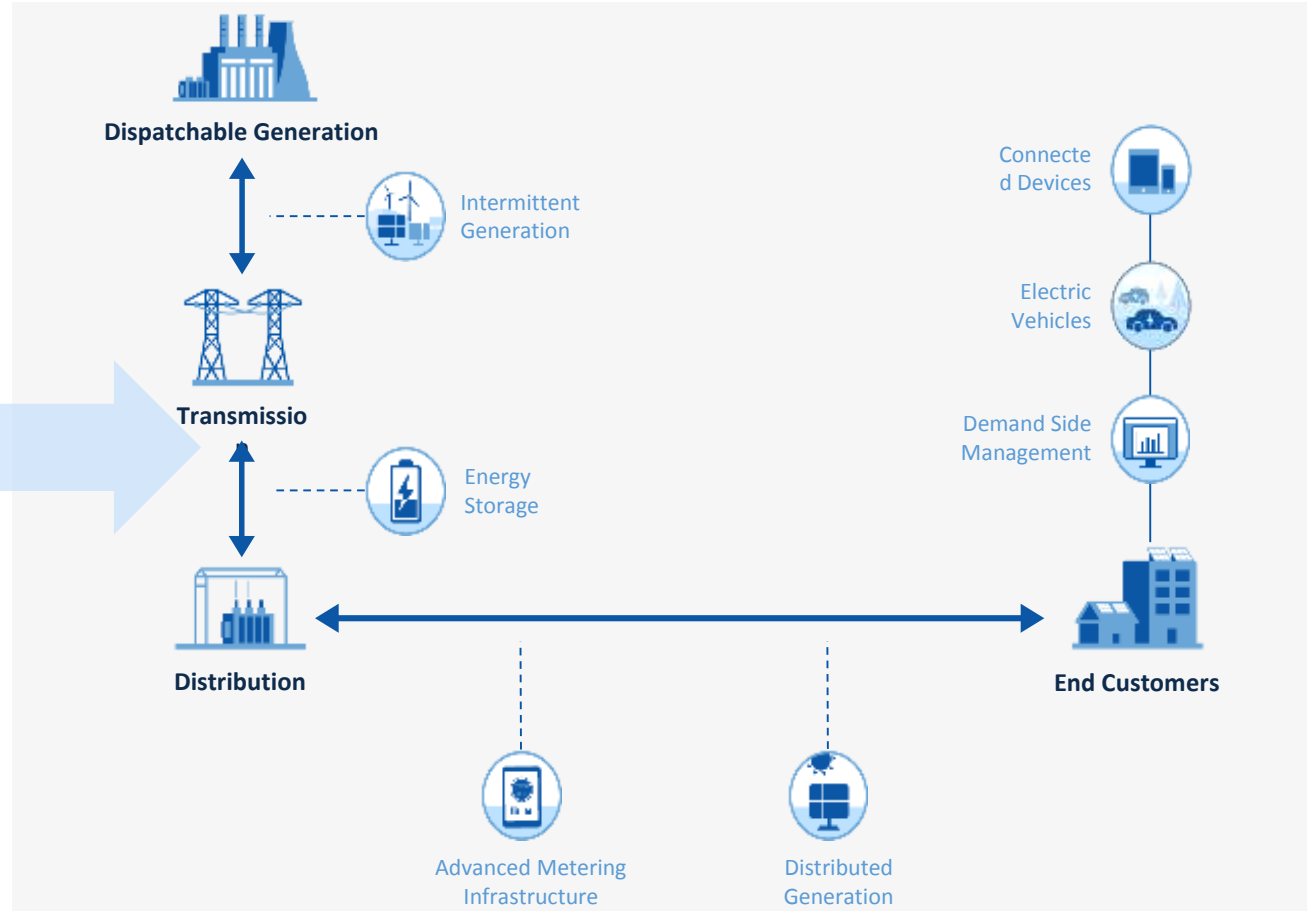 Dispatchable Generation
Intermittent
Generation
Connecte
d Devices
Electric
Vehicles
Transmissio
n
Demand Side
Management
Energy
Storage
Distribution
End Customers
Advanced Metering
Infrastructure
Distributed
Generation